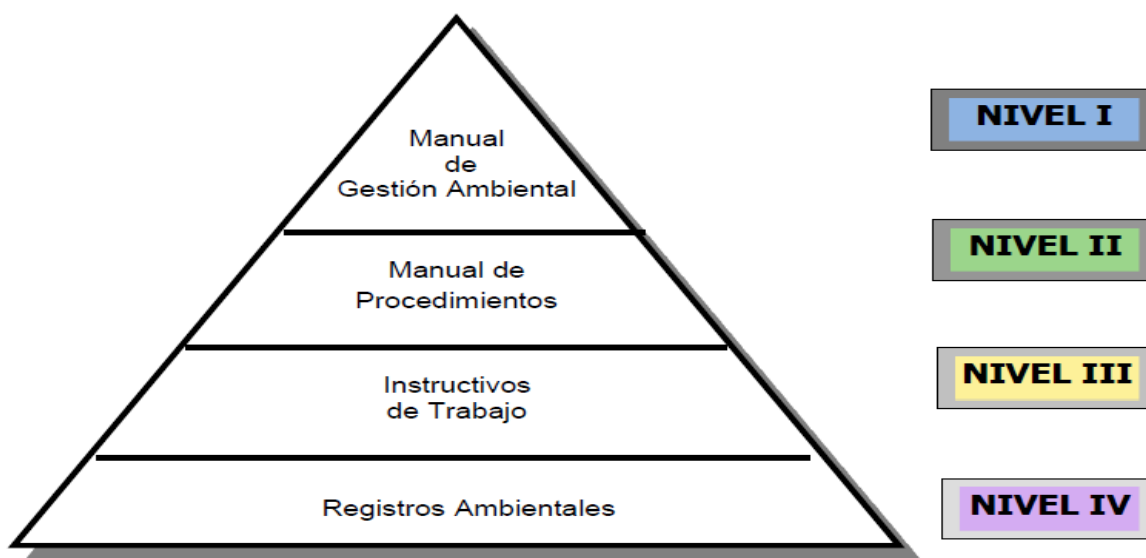 Manual
de
Gestión Ambiental
NIVEL I
Manual de
Procedimientos
NIVEL II
Instructivos
de Trabajo
NIVEL III
Registros Ambientales
NIVEL IV